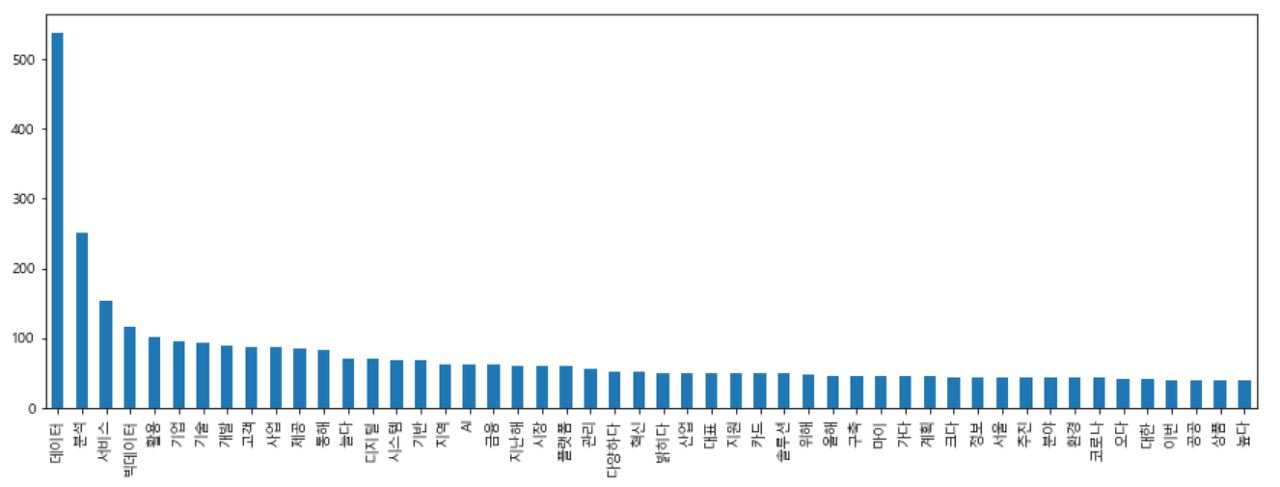 500
400
300
200
100
0
데이터
분석
서비스
빅데이터
활용
기업
기술
개발
고객
사업
제공
통해
늘다
디지털
시스템
기반
지역
AI
금융
지난해
시장
플랫폼
관리
다양하다
혁신
밝히다
산업
대표
지원
카드
솔루션
위해
올해
구축
마이
가다
계획
크다
정보
서울
추진
분야
환경
코로나
오다
대한
이번
공공
상품
높다